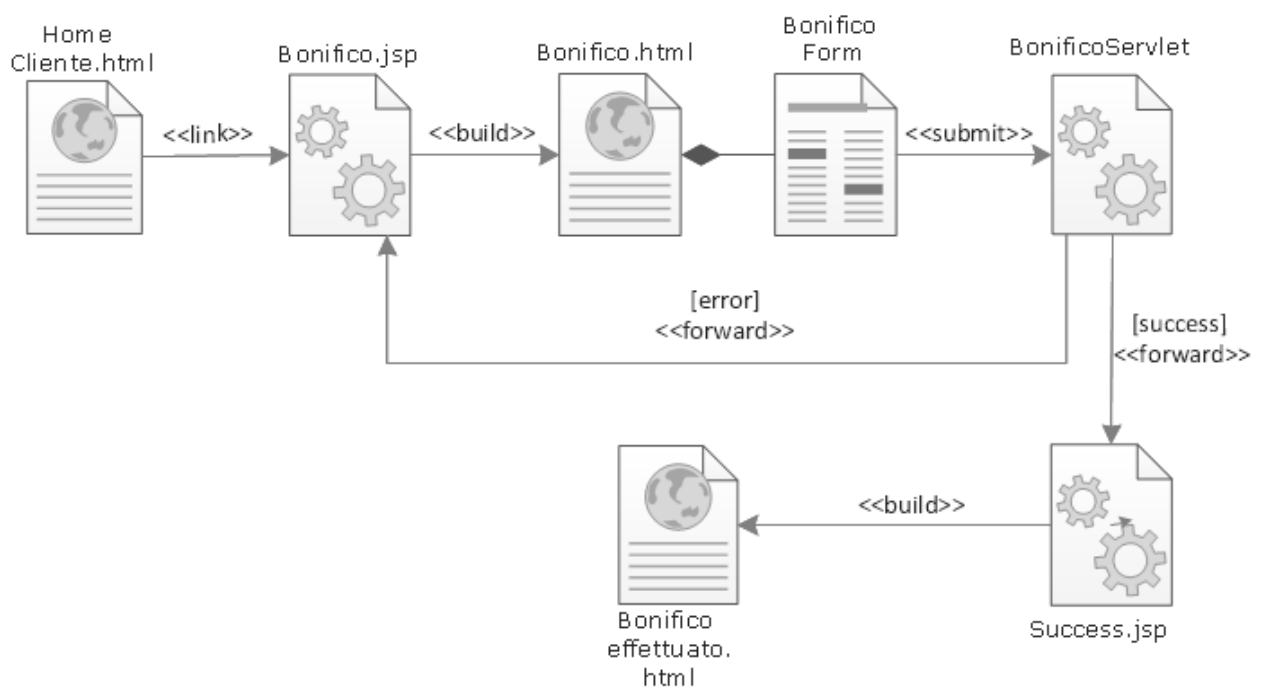 Home
Cliente.html
Bonifico.jsp
Bonifico.html
Bonifico
Form
BonificoServlet
<<link>>
<<build>>
<<submit>>
[error]
<<forward>>
[success]
<<forward>>
<<build>>
Bonifico
effettuato.
html
Success.jsp